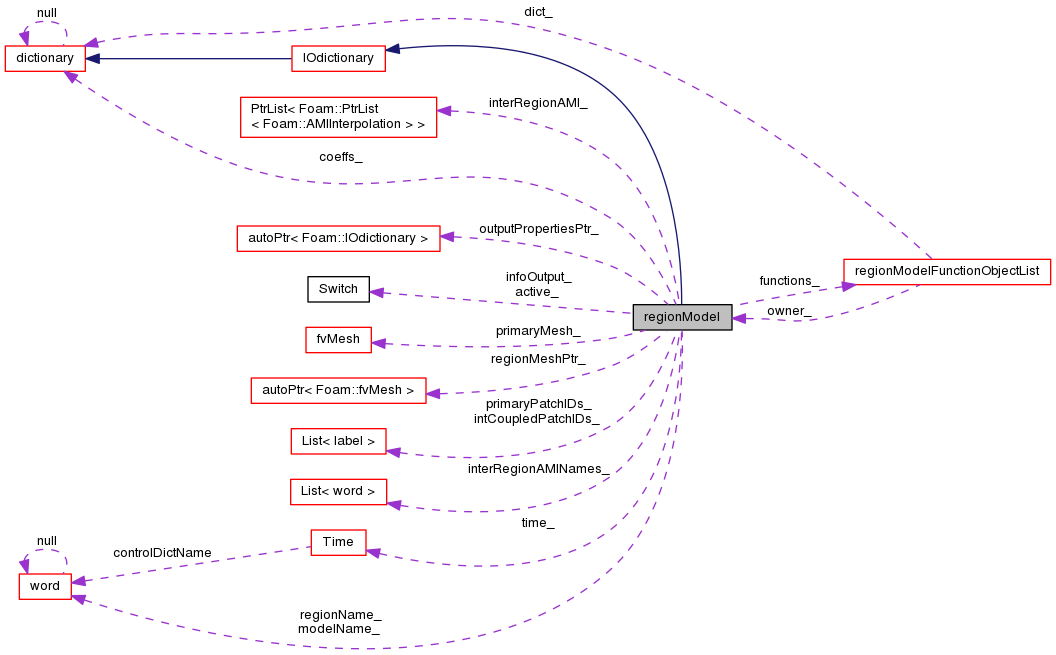 null
dict_
dictionary
IOdictionary
interRegionAMI_
PtrList< Foam::PtrList
< Foam::AMIInterpolation > >
coeffs_
outputPropertiesPtr_
autoPtr< Foam::IOdictionary >
functions_
regionModelFunctionObjectList
infoOutput_
active_
Switch
owner_
regionModel
primaryMesh_
fvMesh
regionMeshPtr_
autoPtr< Foam::fvMesh >
primaryPatchIDs_
intCoupledPatchIDs_
List< label >
interRegionAMINames_
List< word >
time_
Time
null
controlDictName
word
regionName_
modelName_